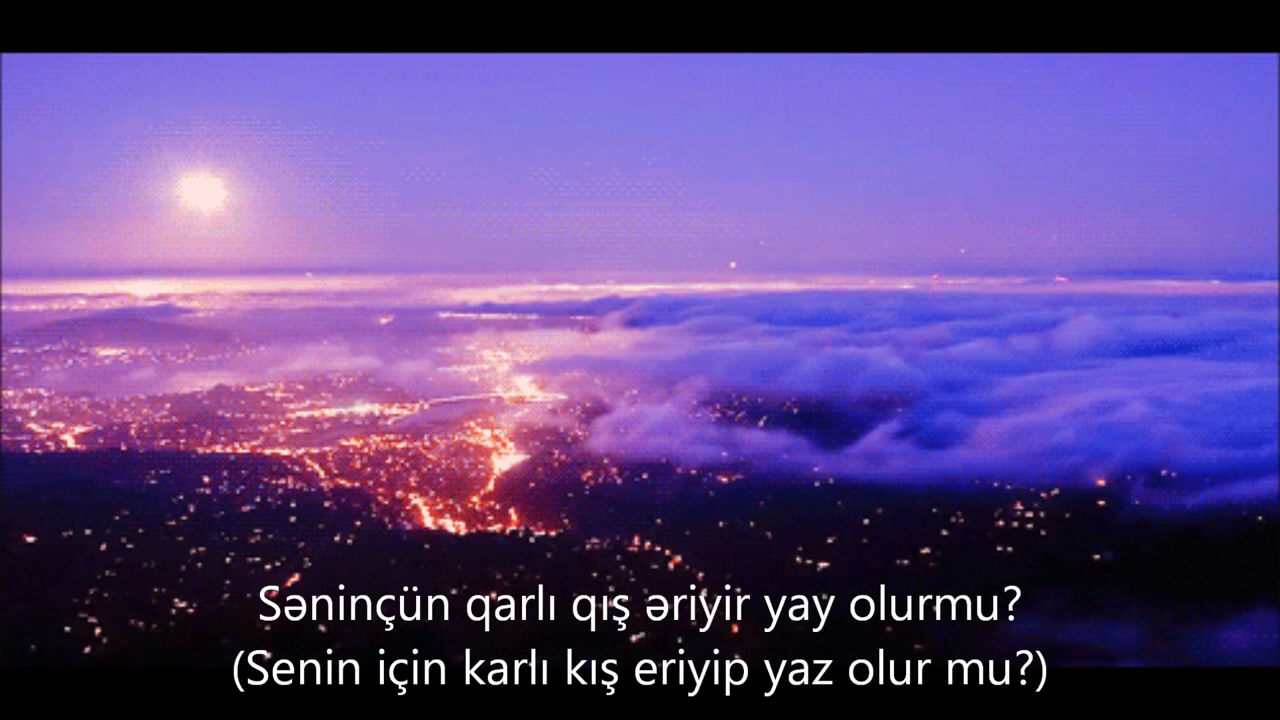 Səninçün qarlı qış əriyir yay olurmu?
(Senin için karlı kış eriyip yaz olur mu?)